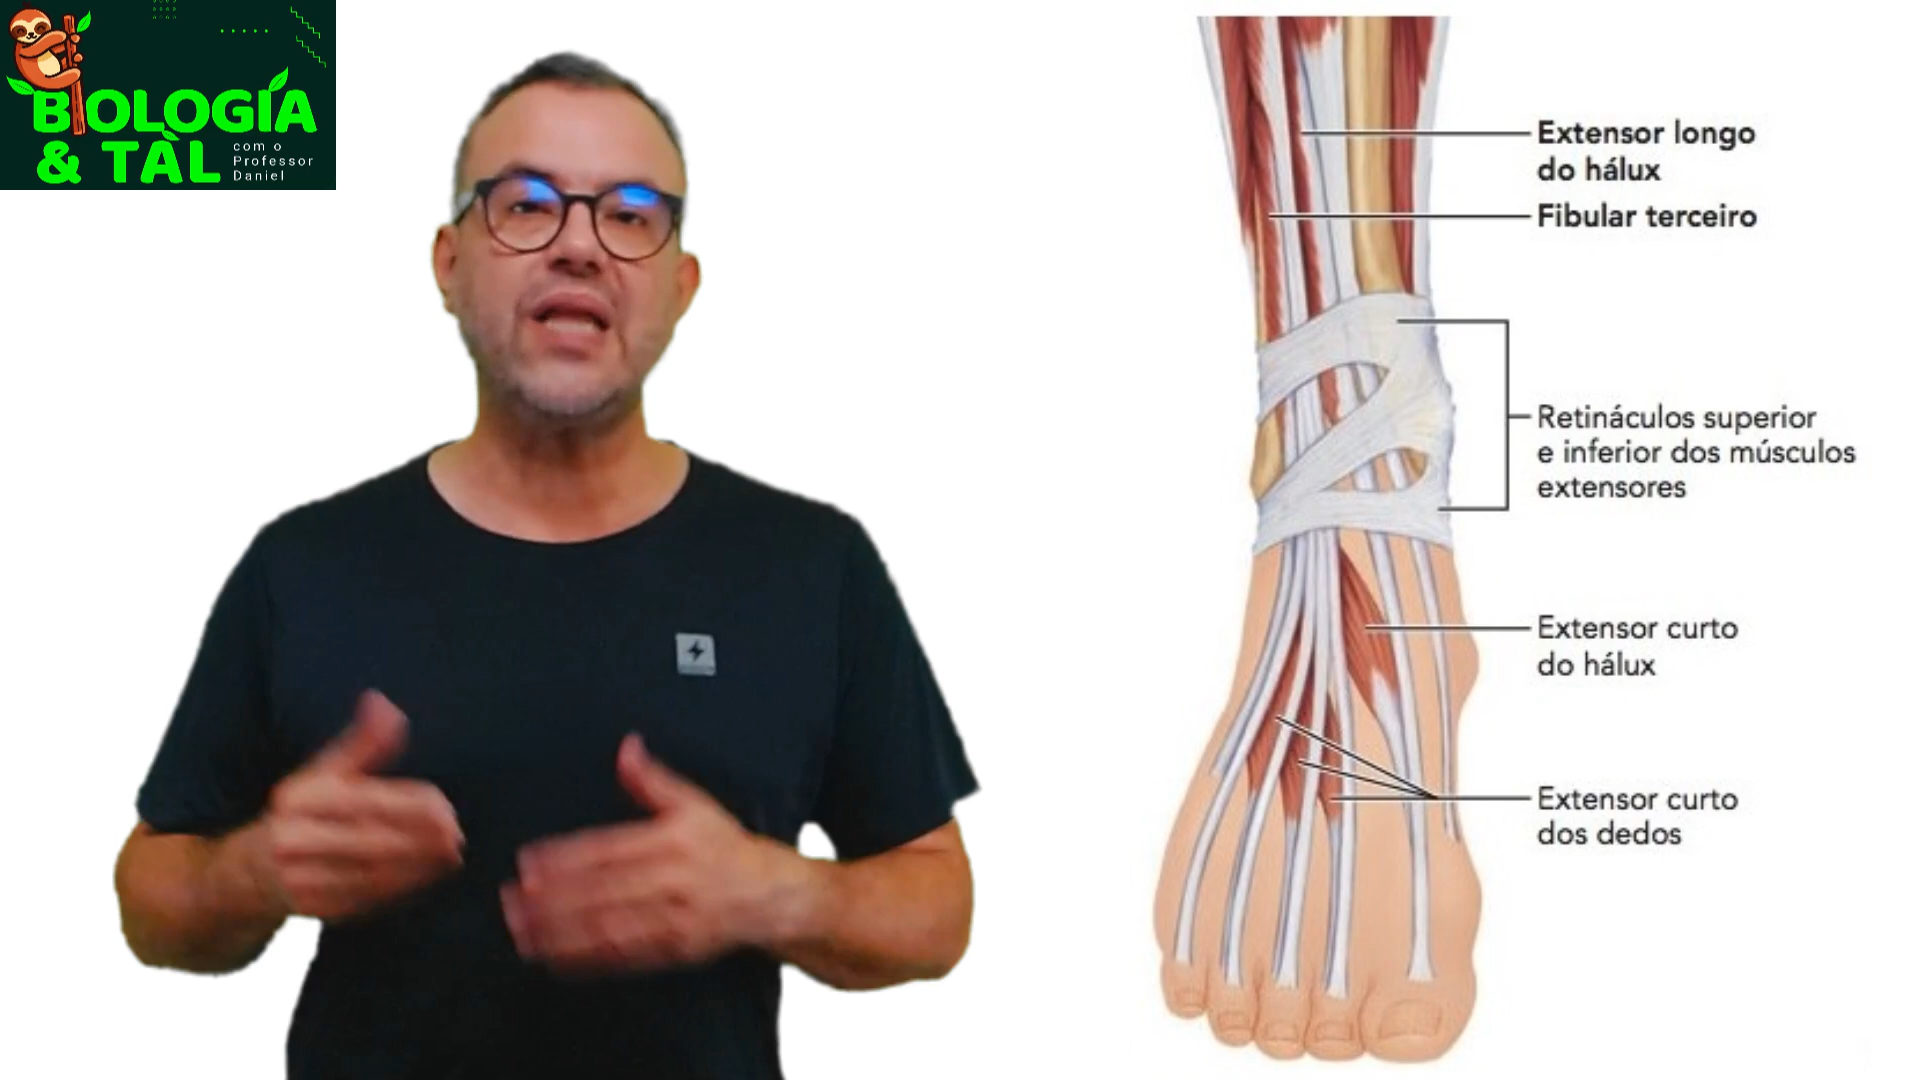 BIOLOGIA
& TAL
com o
Professor
Daniel
Extensor longo
do hálux
Fibular terceiro
Retináculos superior
e inferior dos músculos
extensores
Extensor curto
do hálux
Extensor curto
dos dedos